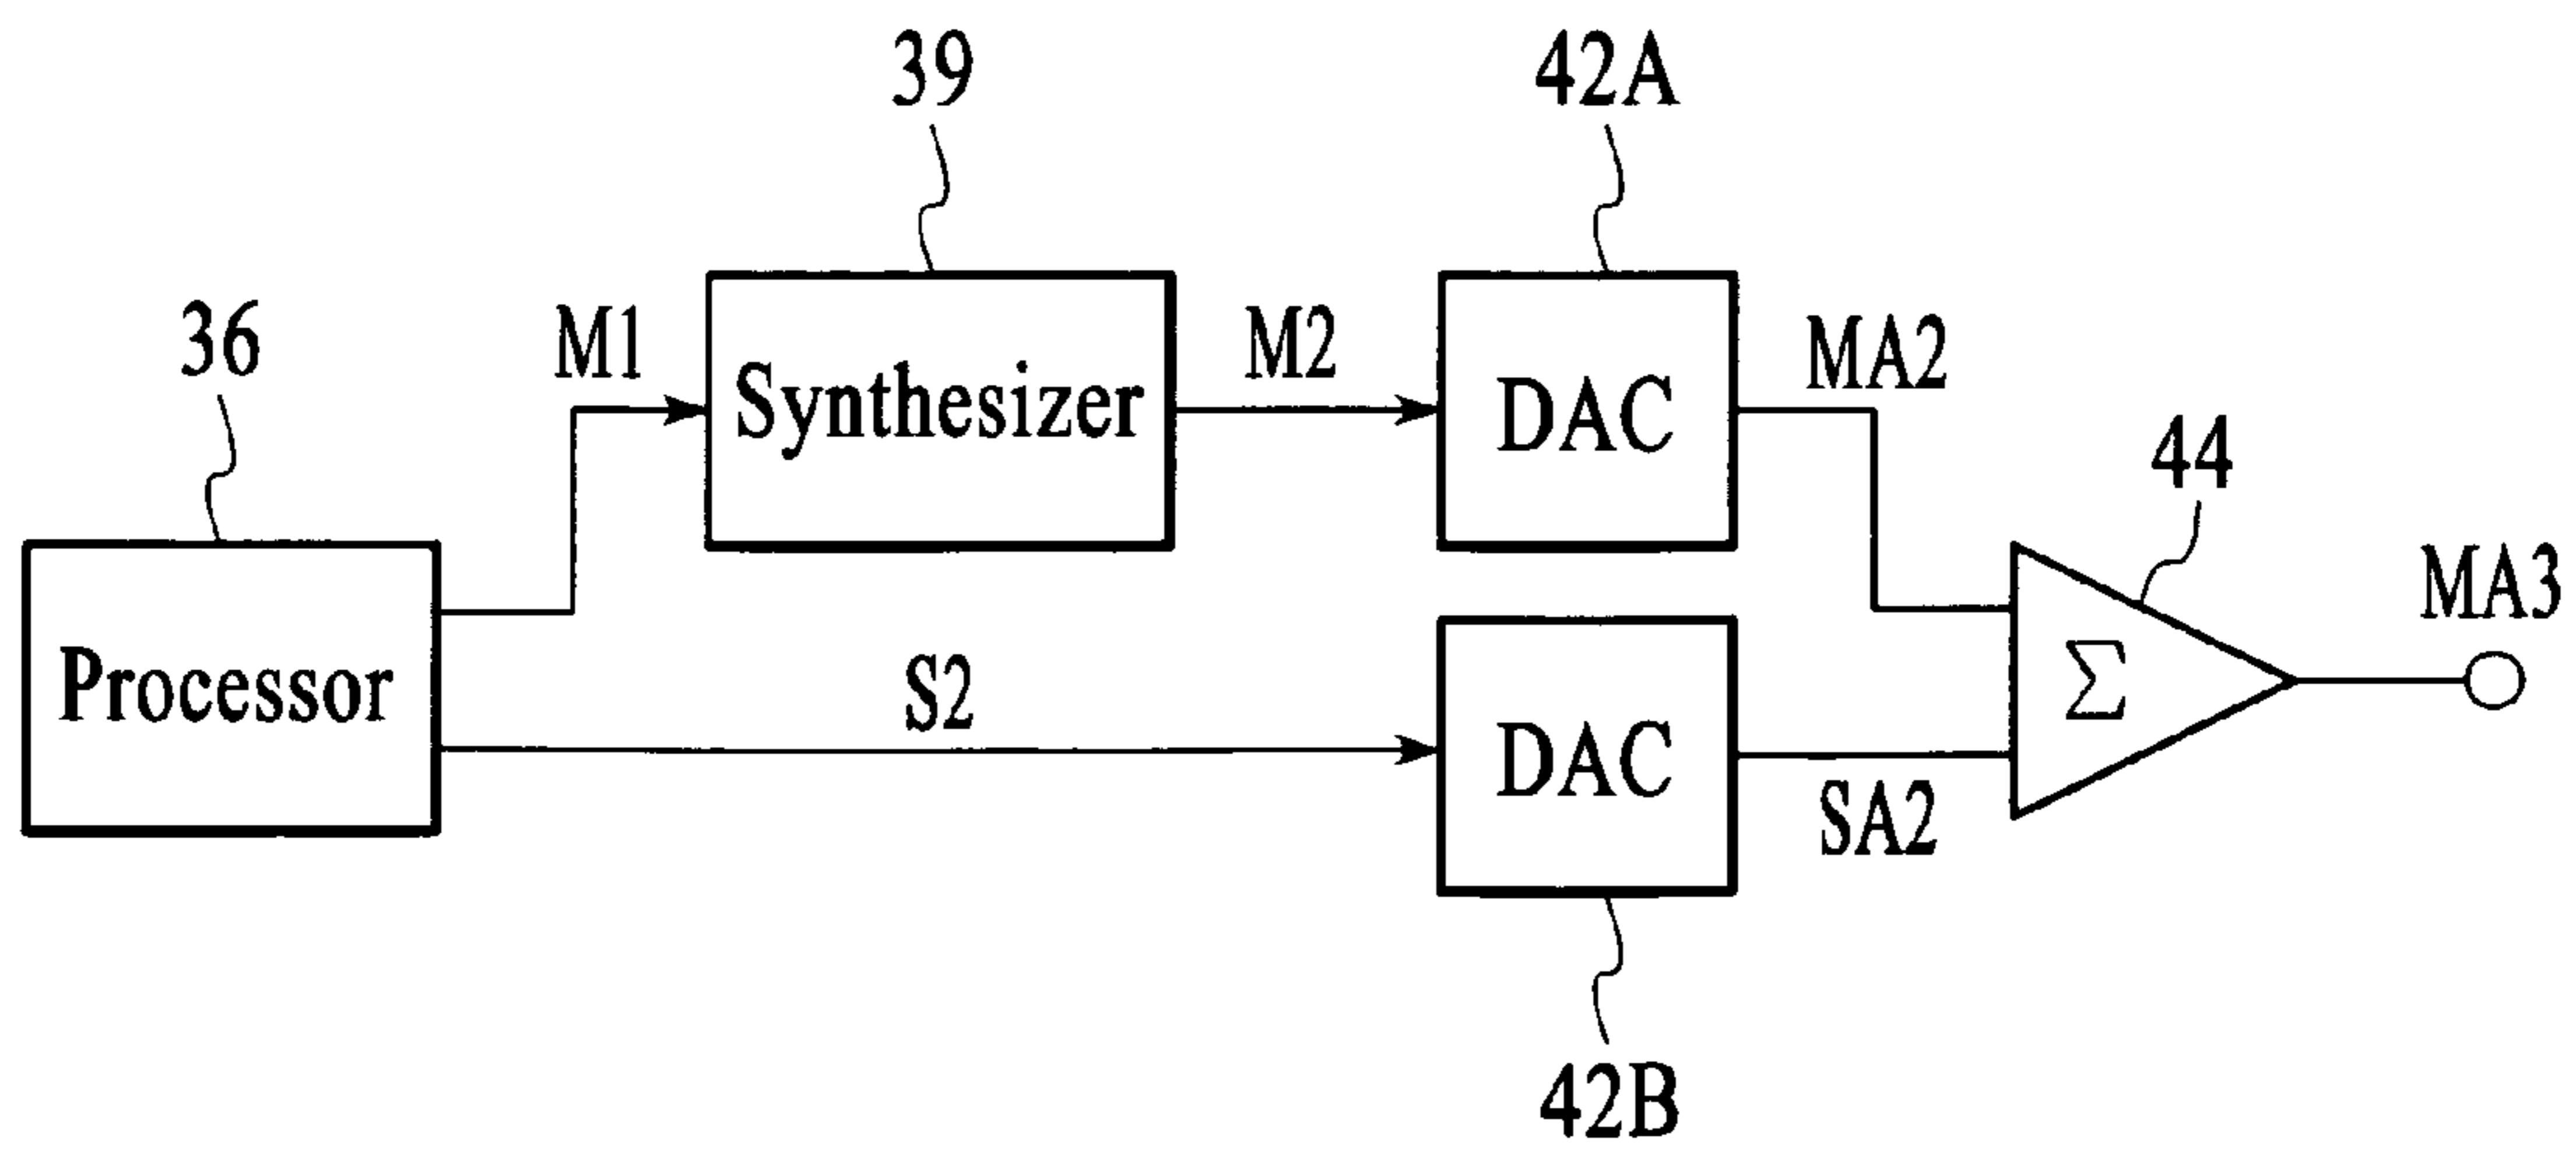 39
42A
36
M1
Synthesizer
M2
DAC
MA2
44
MA3
Processor
S2
DAC
Σ
SA2
42B